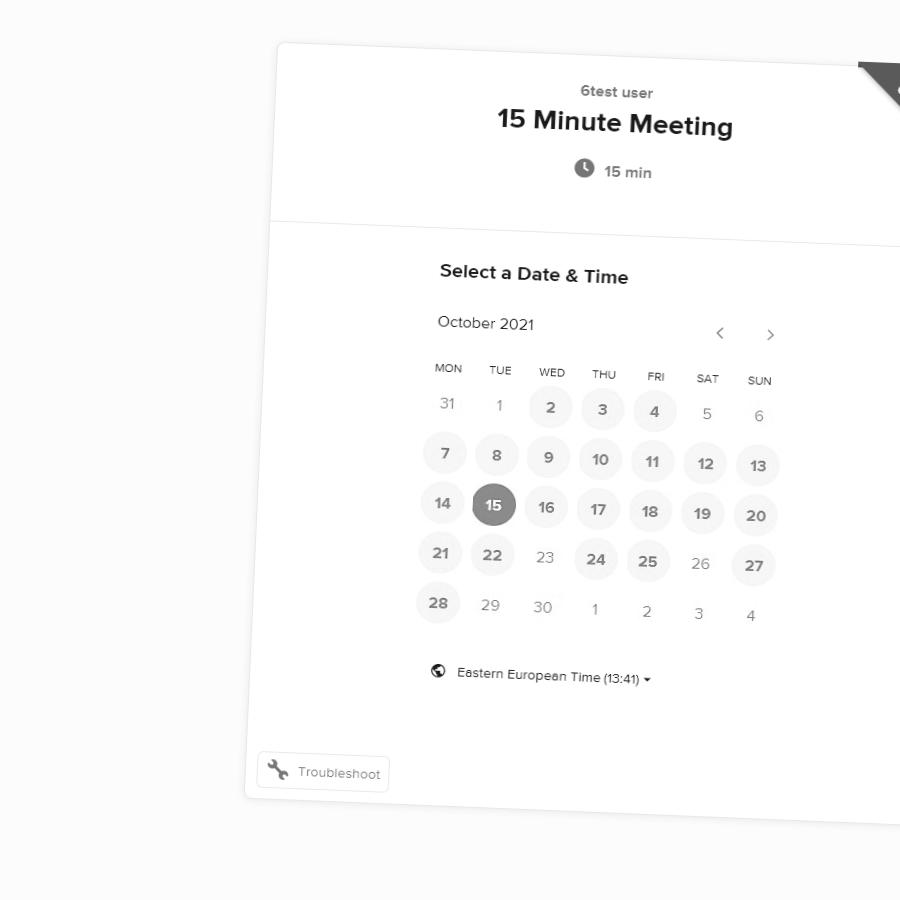 6test user
15 Minute Meeting
15 min
Select a Date & Time
October 2021
MON TUE WED THU FRI SAT SUN
31 1 2 3 4 5 6
7 8 9 10 11 12 13
14 15 16 17 18 19 20
21 22 23 24 25 26 27
28 29 30 1 2 3 4
Eastern European Time (13:41)
Troubleshoot